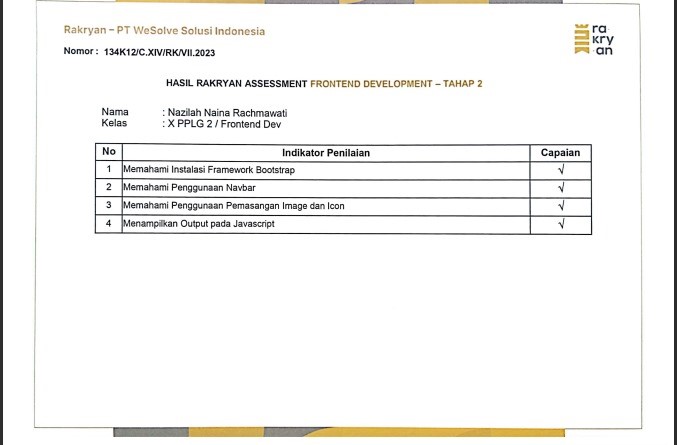 Rakryan – PT WeSolve Solusi Indonesia
ra
kry
an
Nomor : 134K12/C.XIV/RK/VII.2023
HASIL RAKRYAN ASSESSMENT FRONTEND DEVELOPMENT – TAHAP 2
Nama : Nazilah Naina Rachmawati
Kelas : X PPLG 2 / Frontend Dev
No Indikator Penilaian Capaian
1 Memahami Instalasi Framework Bootstrap √
2 Memahami Penggunaan Navbar √
3 Memahami Penggunaan Pemasangan Image dan Icon √
4 Menampilkan Output pada Javascript √